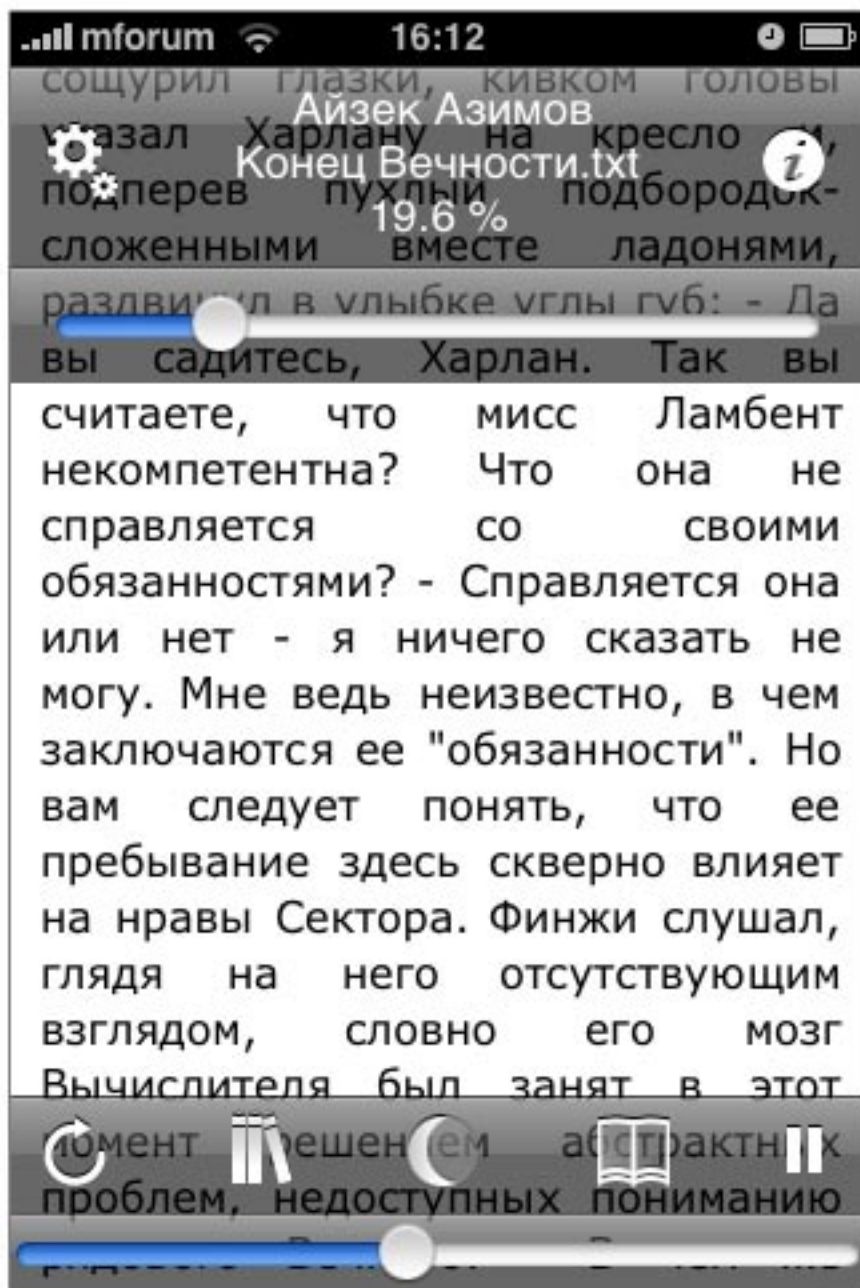 mforum 16:12
сощурил глазки, кивком головы
Айзек Азимов
указал Харлану на кресло и,
Конец Вечности.txt
подперев пухлый подбородок-
19.6 %
сложенными вместе ладонями,
раздвинул в улыбке углы губ: - Да
вы садитесь, Харлан. Так вы
считаете, что мисс Ламбент
некомпетентна? Что она не
справляется со своими
обязанностями? - Справляется она
или нет - я ничего сказать не
могу. Мне ведь неизвестно, в чем
заключаются ее "обязанности". Но
вам следует понять, что ее
пребывание здесь скверно влияет
на нравы Сектора. Финжи слушал,
глядя на него отсутствующим
взглядом, словно его мозг
Вычислителя был занят в этот
момент решением абстрактных
проблем, недоступных пониманию